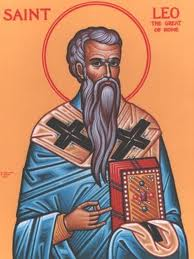 SAINT LEO
THE GREAT
OF ROME